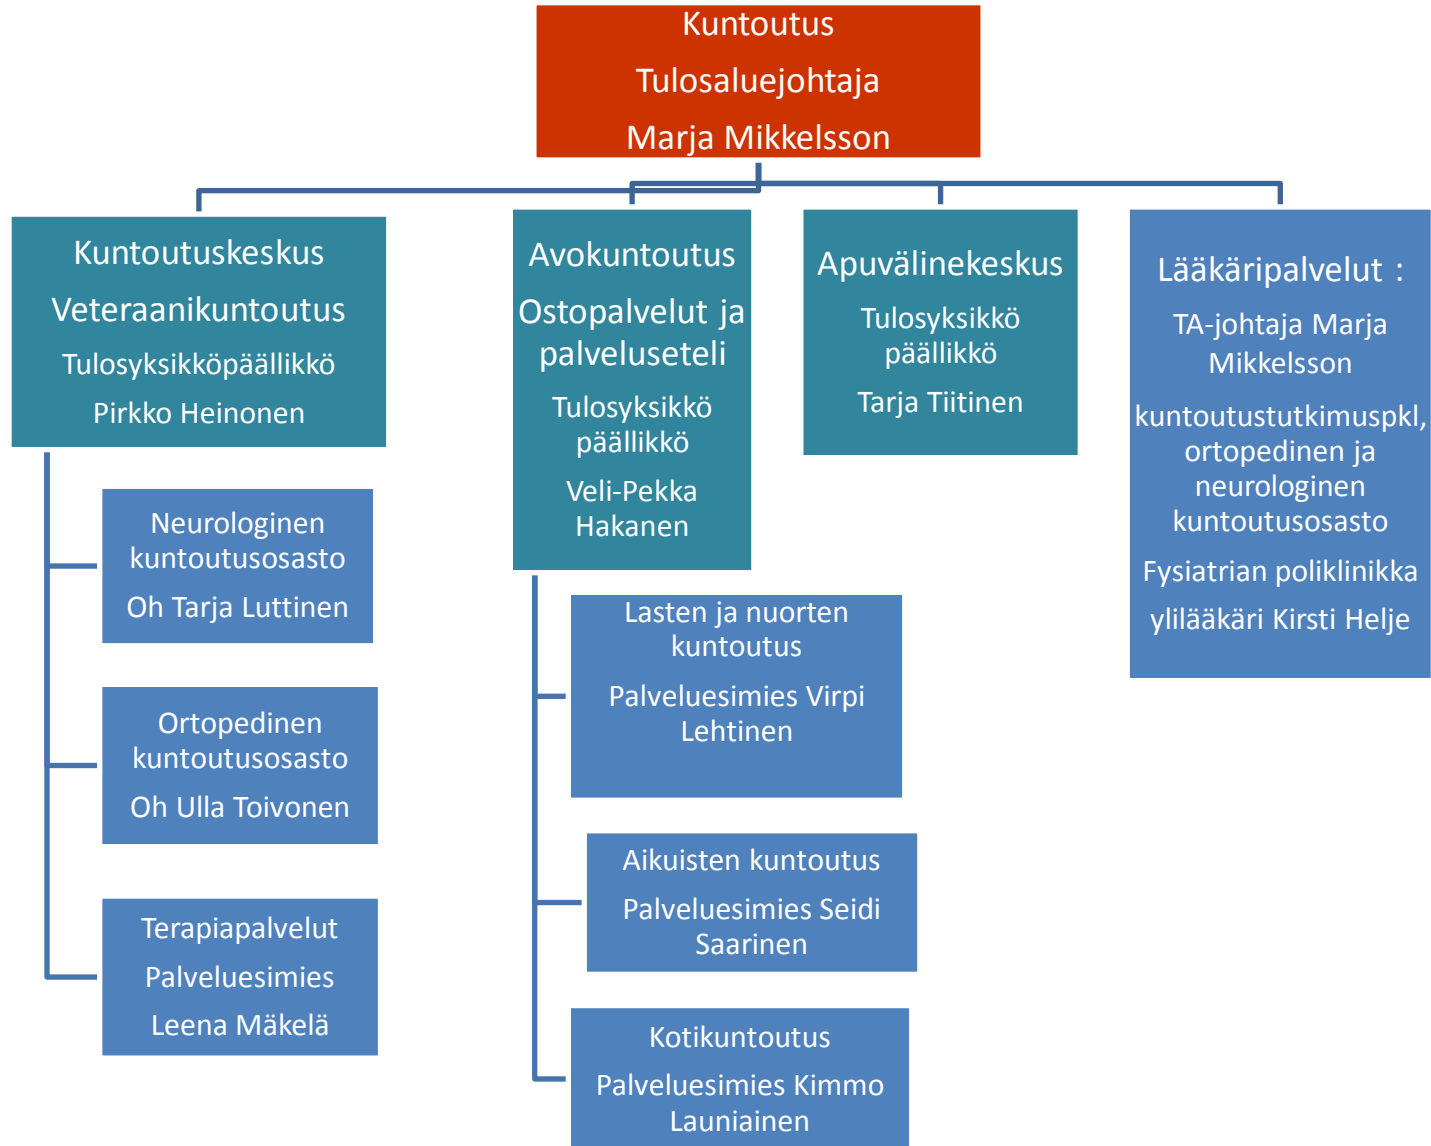 Kuntoutus
Tulosaluejohtaja
Marja Mikkelsson
Kuntoutuskeskus
Veteraanikuntoutus
Tulosyksikköpäällikkö
Pirkko Heinonen
Neurologinen
kuntoutusosasto
Oh Tarja Luttinen
Ortopedinen
kuntoutusosasto
Oh Ulla Toivonen
Terapiapalvelut
Palveluesimies
Leena Mäkelä
Avokuntoutus
Ostopalvelut ja
palveluseteli
Tulosyksikkö
päällikkö
Veli-Pekka
Hakanen
Lasten ja nuorten
kuntoutus
Palveluesimies Virpi
Lehtinen
Aikuisten kuntoutus
Palveluesimies Seidi
Saarinen
Kotikuntoutus
Palveluesimies Kimmo
Launiainen
Apuvälinekeskus
Tulosyksikkö
päällikkö
Tarja Tiitinen
Lääkäripalvelut :
TA-johtaja Marja
Mikkelsson
kuntoutustutkimuspkl,
ortopedinen ja
neurologinen
kuntoutusosasto
Fysiatrian poliklinikka
ylilääkäri Kirsti Helje